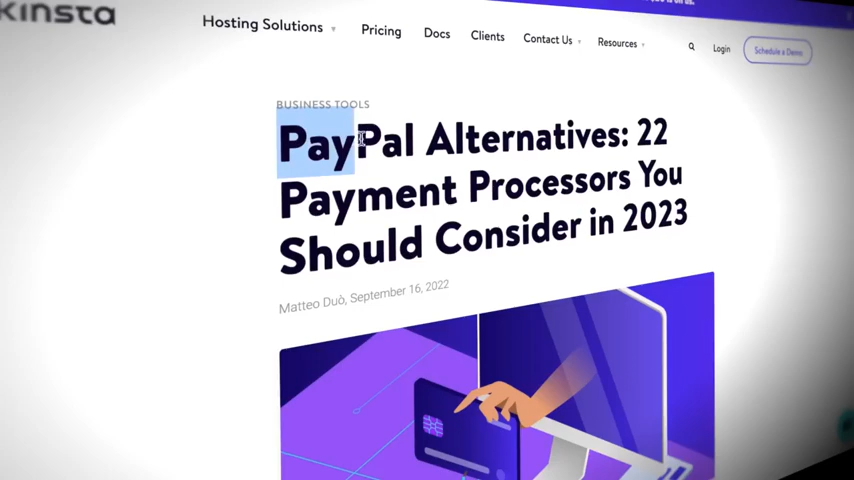 KINSTA
Hosting Solutions
Pricing
Docs
Clients
Contact Us
Resources
Login
Schedule a Demo
BUSINESS TOOLS
PayPal Alternatives: 22
Payment Processors You
Should Consider in 2023
Matteo Duò, September 16, 2022